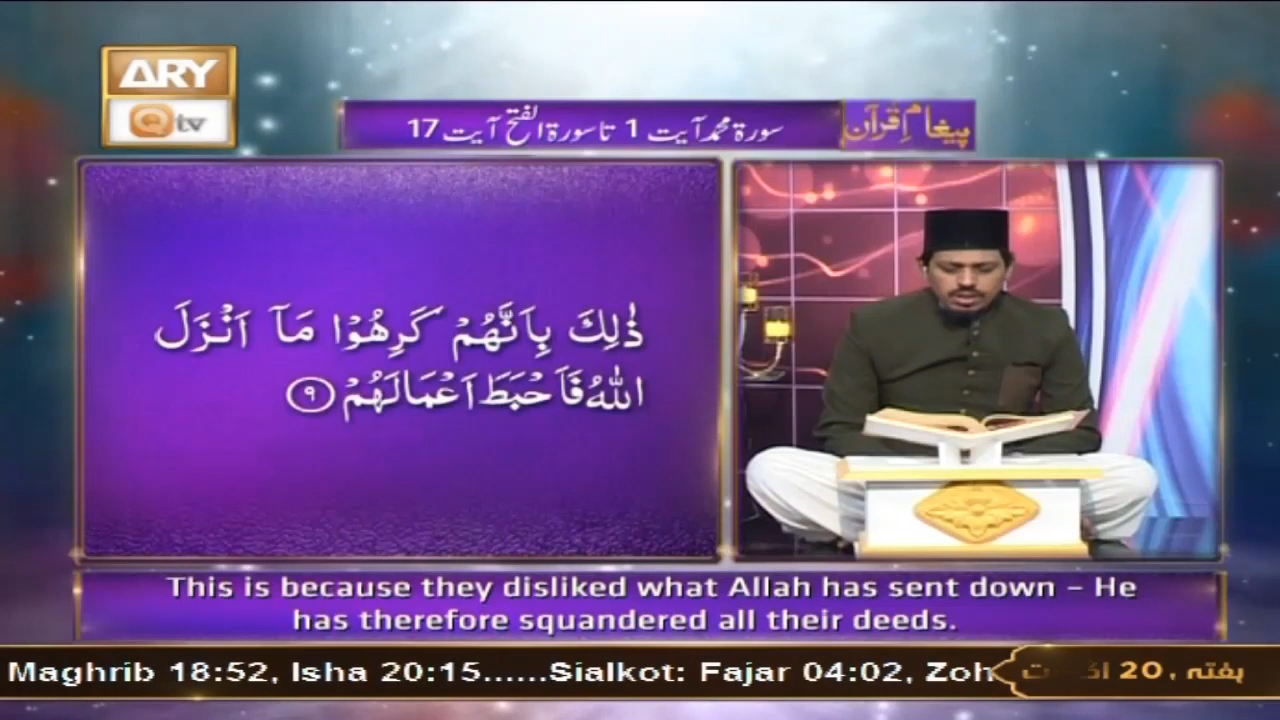 ARY
Qtv
پیغامِ قرآن
سورۃ محمد آیت 1 تا سورۃ الفتح آیت 17
ذٰلِكَ بِاَنَّهُمْ كَرِهُوْا مَاۤ اَنْزَلَ
اللّٰهُ فَاَحْبَطَ اَعْمَالَهُمْ ۹
This is because they disliked what Allah has sent down – He
has therefore squandered all their deeds.
Maghrib 18:52, Isha 20:15......Sialkot: Fajar 04:02, Zoh
ہفتہ , 20